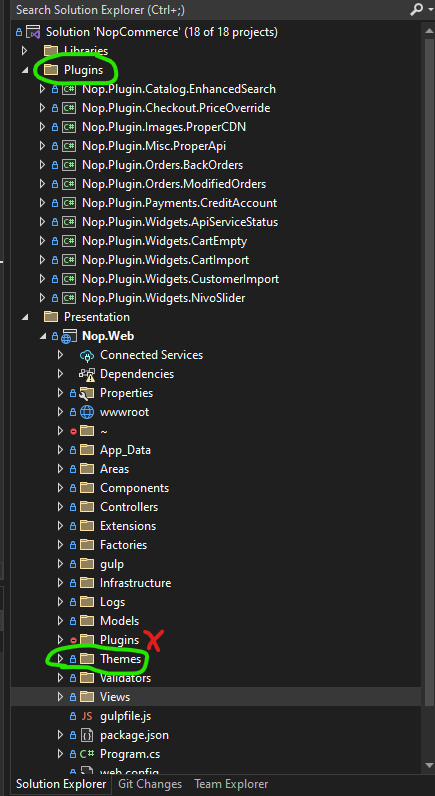 Search Solution Explorer (Ctrl+;)
Solution 'NopCommerce' (18 of 18 projects)
Libraries
Plugins
Nop.Plugin.Catalog.EnhancedSearch
Nop.Plugin.Checkout.PriceOverride
Nop.Plugin.Images.ProperCDN
Nop.Plugin.Misc.ProperApi
Nop.Plugin.Orders.BackOrders
Nop.Plugin.Orders.ModifiedOrders
Nop.Plugin.Payments.CreditAccount
Nop.Plugin.Widgets.ApiServiceStatus
Nop.Plugin.Widgets.CartEmpty
Nop.Plugin.Widgets.CartImport
Nop.Plugin.Widgets.CustomerImport
Nop.Plugin.Widgets.NivoSlider
Presentation
Nop.Web
Connected Services
Dependencies
Properties
wwwroot
~
App_Data
Areas
Components
Controllers
Extensions
Factories
gulp
Infrastructure
Logs
Models
Plugins
Themes
Validators
Views
JS gulpfile.js
package.json
C# Program.cs
web.config
Solution Explorer Git Changes Team Explorer